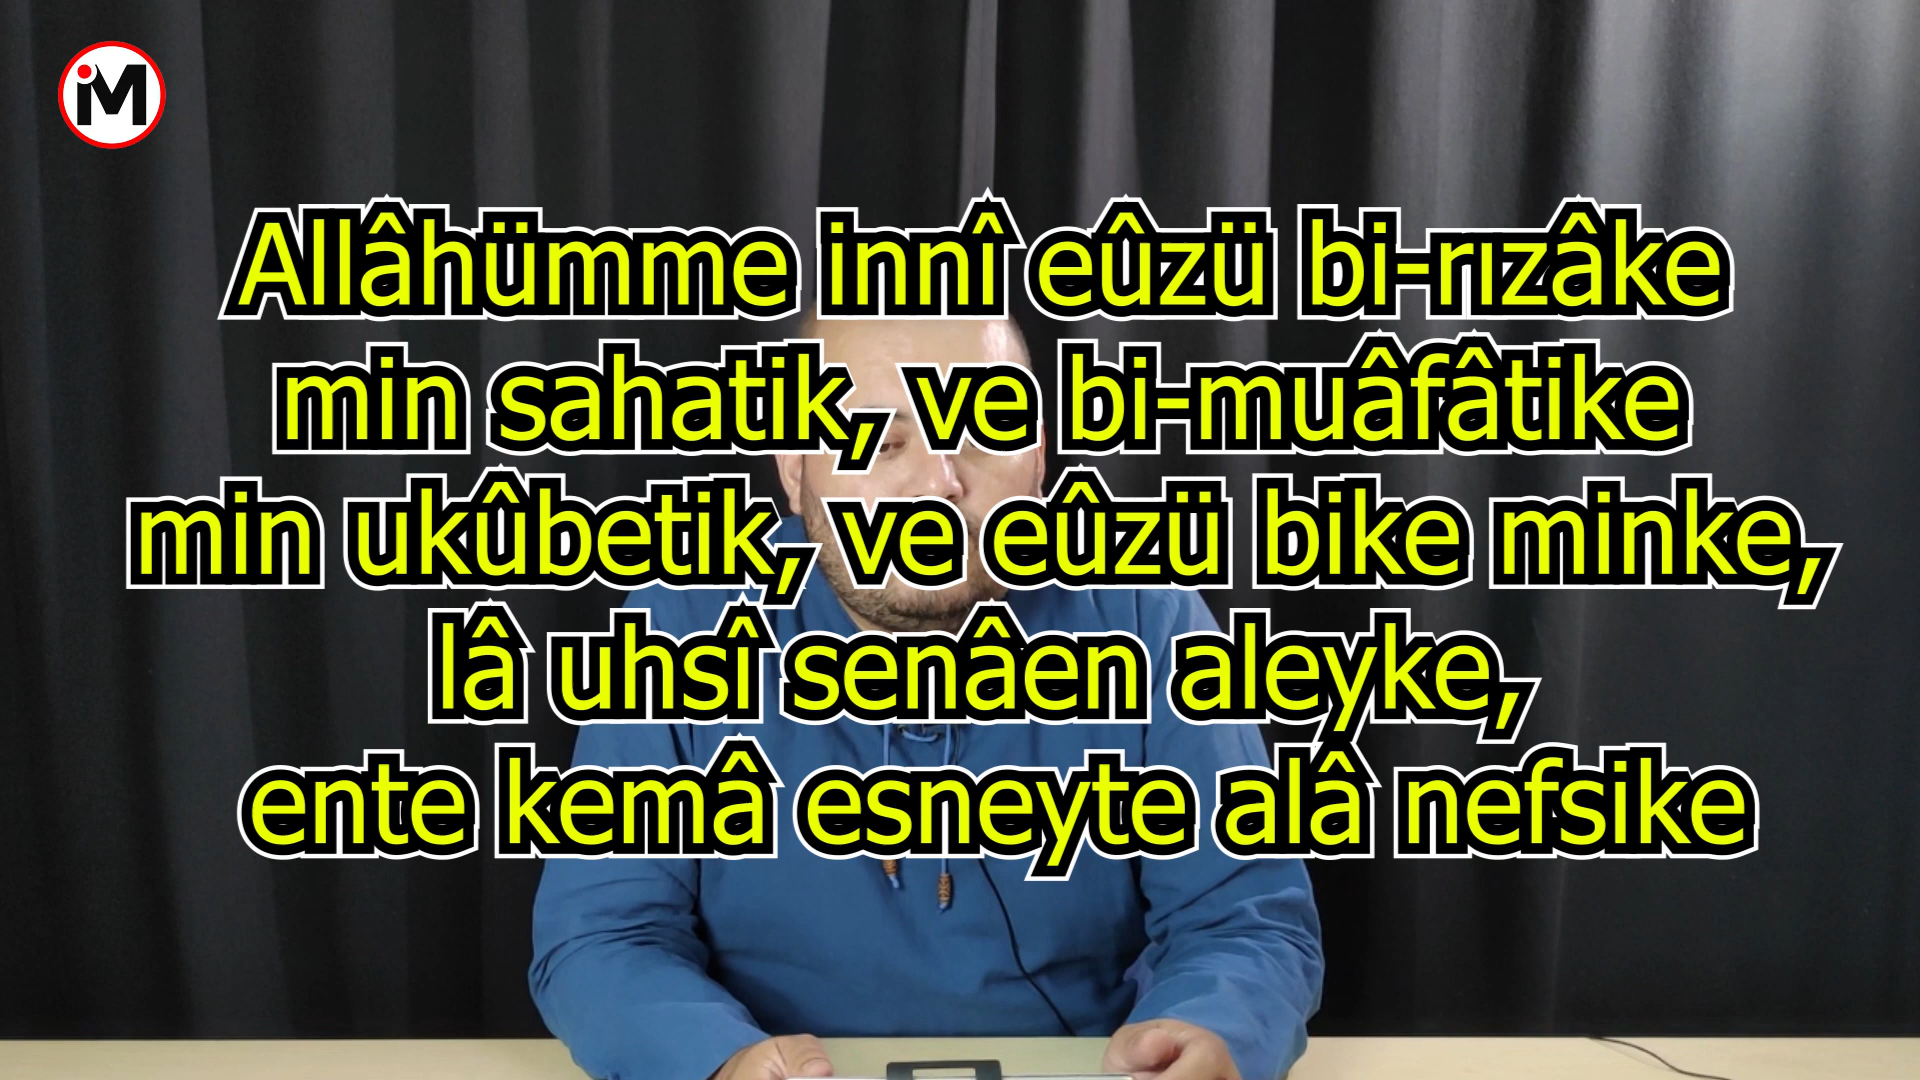 iM
Allâhümme innî eûzü bi-rızâke
min sahatik, ve bi-muâfâtike
min ukûbetik, ve eûzü bike minke,
lâ uhsî senâen aleyke,
ente kemâ esneyte alâ nefsike